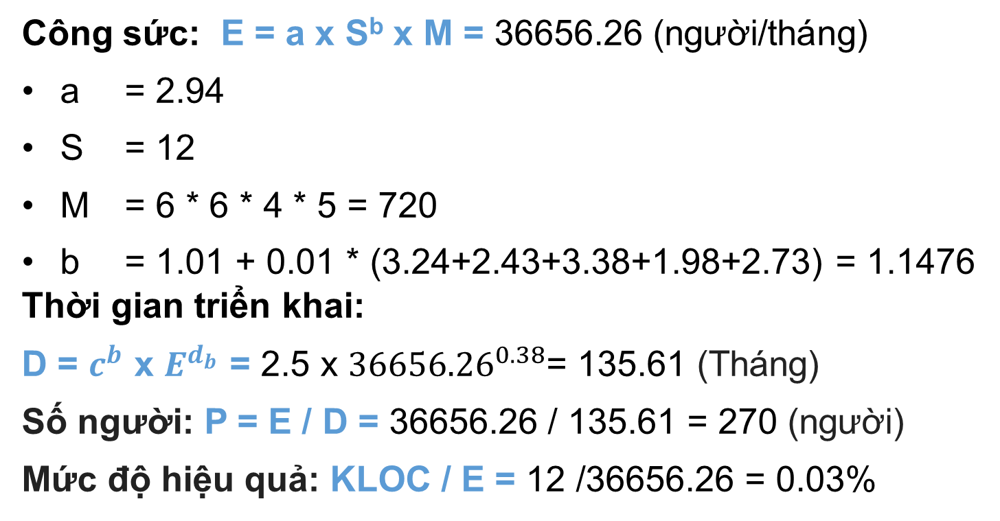 Công sức: E = a x Sᵇ x M = 36656.26 (người/tháng)
• a = 2.94
• S = 12
• M = 6 * 6 * 4 * 5 = 720
• b = 1.01 + 0.01 * (3.24+2.43+3.38+1.98+2.73) = 1.1476
Thời gian triển khai:
D = c^b x E^{d_b} = 2.5 x 36656.26^{0.38}= 135.61 (Tháng)
Số người: P = E / D = 36656.26 / 135.61 = 270 (người)
Mức độ hiệu quả: KLOC / E = 12 /36656.26 = 0.03%